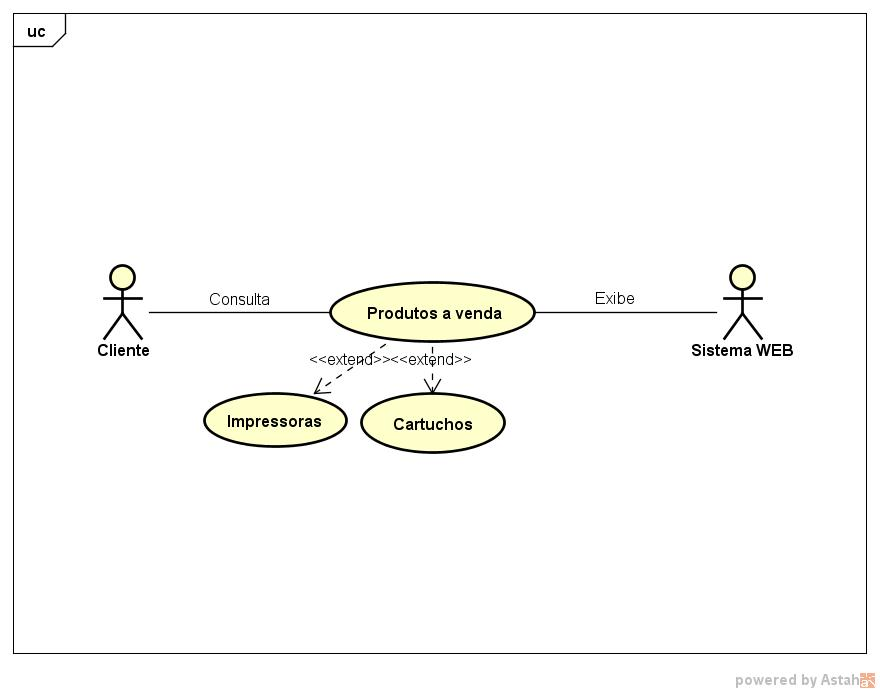 uc
Consulta
Exibe
Produtos a venda
Cliente
Sistema WEB
<<extend>>
<<extend>>
Impressoras
Cartuchos
powered by Astah